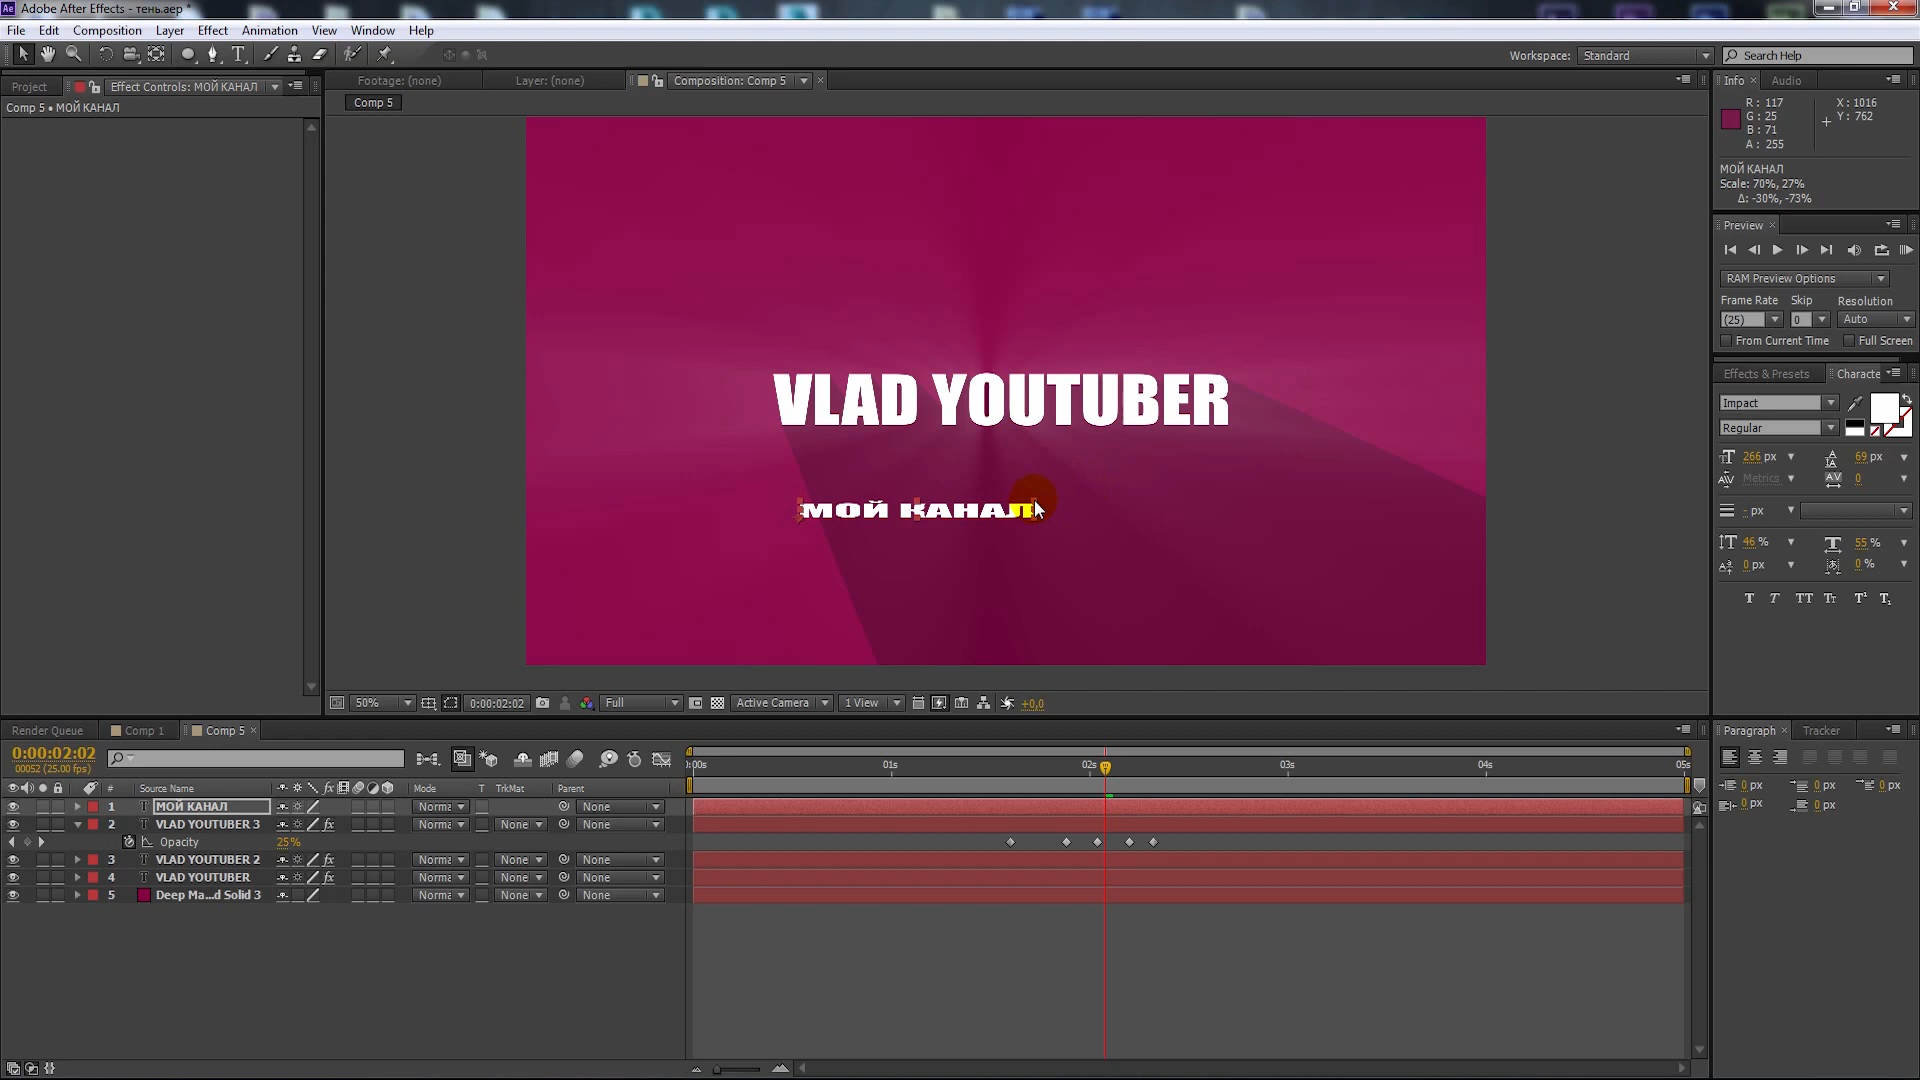 Adobe After Effects - тень.aep *
File Edit Composition Layer Effect Animation View Window Help
Workspace: Standard Search Help
Project Effect Controls: МОЙ КАНАЛ
Comp 5 • МОЙ КАНАЛ
Footage: (none) Layer: (none) Composition: Comp 5
Comp 5
VLAD YOUTUBER
МОЙ КАНАЛ
50% 0:00:02:02 Full Active Camera 1 View +0,0
Info Audio
R: 117 X: 1016
G: 25 Y: 762
B: 71
A: 255
МОЙ КАНАЛ
Scale: 70%, 27%
Δ: -30%, -73%
Preview
RAM Preview Options
Frame Rate Skip Resolution
(25) 0 Auto
From Current Time Full Screen
Effects & Presets Characte
Impact
Regular
266 px 69 px
Metrics 0
- px
46 % 55 %
0 px 0 %
T T TT Tт T¹ T₁
Render Queue Comp 1 Comp 5
0:00:02:02
00052 (25.00 fps)
# Source Name Mode T TrkMat Parent
:00s 01s 02s 03s 04s 05s
1 МОЙ КАНАЛ Norma None
2 VLAD YOUTUBER 3 Norma None None
Opacity 25%
3 VLAD YOUTUBER 2 Norma None None
4 VLAD YOUTUBER Norma None None
5 Deep Ma...d Solid 3 Norma None None
Paragraph Tracker
0 px 0 px 0 px
0 px 0 px